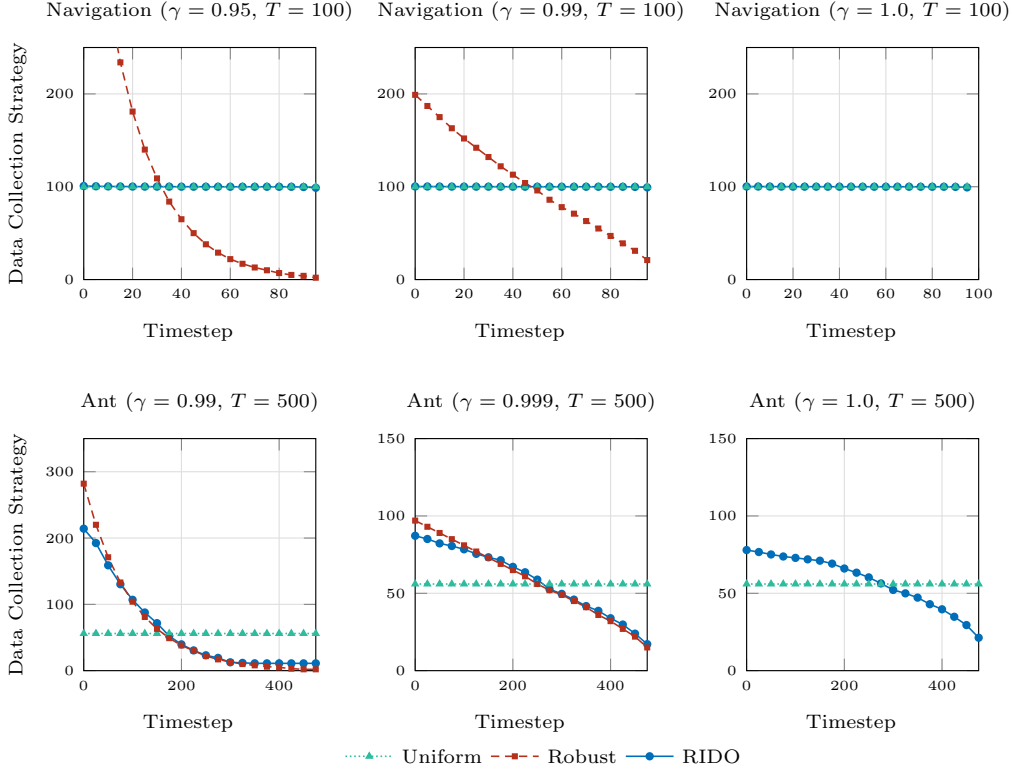 Navigation (γ = 0.95, T = 100)
Navigation (γ = 0.99, T = 100)
Navigation (γ = 1.0, T = 100)
Data Collection Strategy
200
100
0
0 20 40 60 80
Timestep
200
100
0
0 20 40 60 80
Timestep
200
100
0
0 20 40 60 80 100
Timestep
Ant (γ = 0.99, T = 500)
Ant (γ = 0.999, T = 500)
Ant (γ = 1.0, T = 500)
Data Collection Strategy
300
200
100
0
0 200 400
Timestep
150
100
50
0
0 200 400
Timestep
150
100
50
0
0 200 400
Timestep
Uniform Robust RIDO